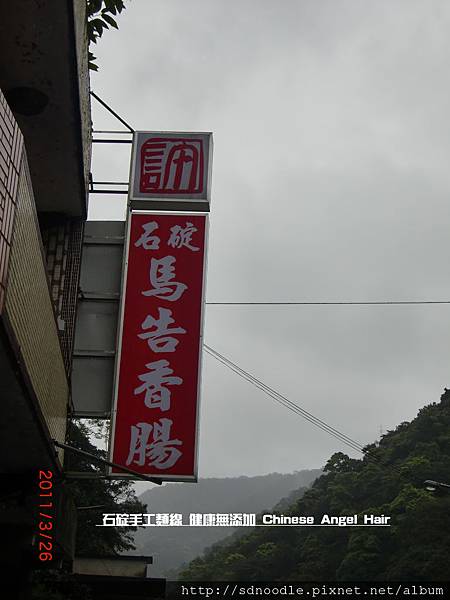 石碇
馬告香腸
2011/3/26
石碇手工麵線 健康無添加 Chinese Angel Hair
http://sdnoodle.pixnet.net/album